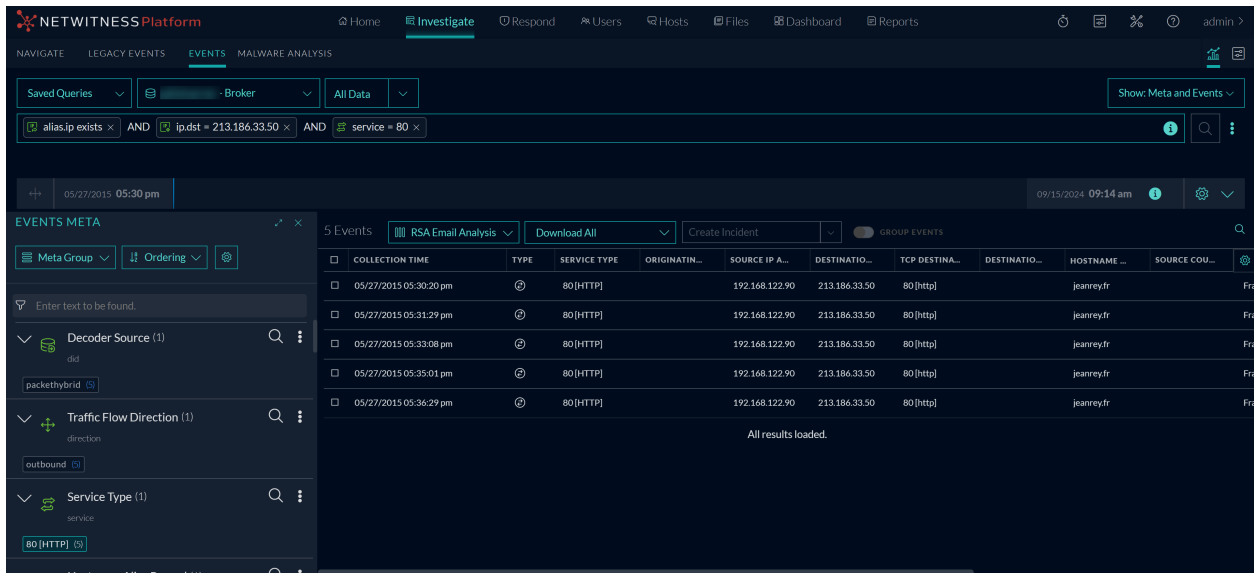 NETWITNESS Platform
Home Investigate Respond Users Hosts Files Dashboard Reports admin >
NAVIGATE LEGACY EVENTS EVENTS MALWARE ANALYSIS
Saved Queries - Broker All Data Show: Meta and Events
alias.ip exists × AND ip.dst = 213.186.33.50 × AND service = 80 ×
05/27/2015 05:30 pm 09/15/2024 09:14 am
EVENTS META
5 Events RSA Email Analysis Download All Create Incident GROUP EVENTS
Meta Group Ordering
COLLECTION TIME TYPE SERVICE TYPE ORIGINATIN... SOURCE IP A... DESTINATIO... TCP DESTINA... DESTINATIO... HOSTNAME ... SOURCE COU...
05/27/2015 05:30:20 pm 80 [HTTP] 192.168.122.90 213.186.33.50 80 [http] jeanrey.fr Fra
05/27/2015 05:31:29 pm 80 [HTTP] 192.168.122.90 213.186.33.50 80 [http] jeanrey.fr Fra
05/27/2015 05:33:08 pm 80 [HTTP] 192.168.122.90 213.186.33.50 80 [http] jeanrey.fr Fra
05/27/2015 05:35:01 pm 80 [HTTP] 192.168.122.90 213.186.33.50 80 [http] jeanrey.fr Fra
05/27/2015 05:36:29 pm 80 [HTTP] 192.168.122.90 213.186.33.50 80 [http] jeanrey.fr Fra
All results loaded.
Enter text to be found.
Decoder Source (1)
did
packethybrid (5)
Traffic Flow Direction (1)
direction
outbound (5)
Service Type (1)
service
80 [HTTP] (5)